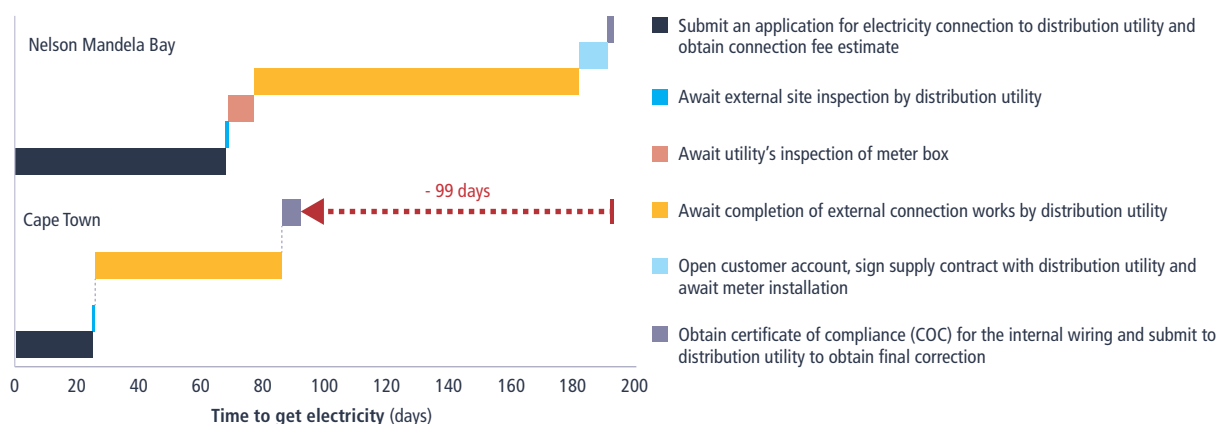 Nelson Mandela Bay
- 99 days
Cape Town
0 20 40 60 80 100 120 140 160 180 200
Time to get electricity (days)
Submit an application for electricity connection to distribution utility and
obtain connection fee estimate
Await external site inspection by distribution utility
Await utility’s inspection of meter box
Await completion of external connection works by distribution utility
Open customer account, sign supply contract with distribution utility and
await meter installation
Obtain certificate of compliance (COC) for the internal wiring and submit to
distribution utility to obtain final correction